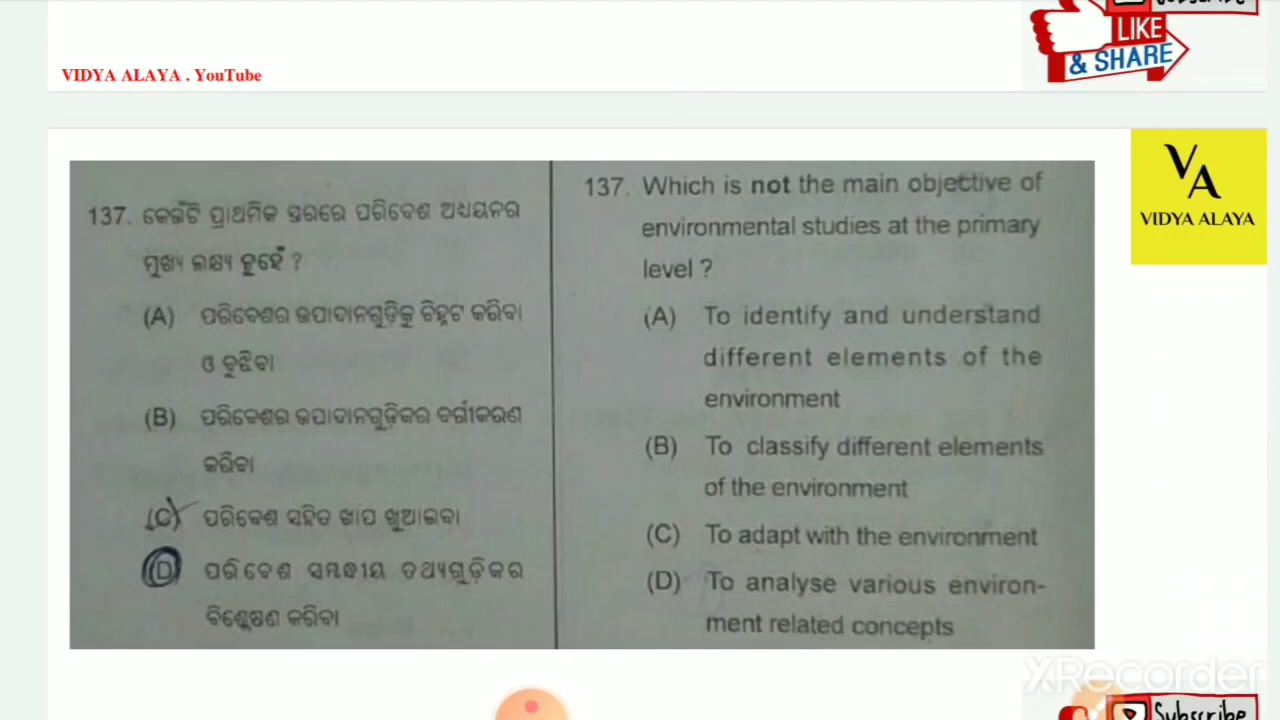 Subscribe
LIKE
& SHARE
VIDYA ALAYA . YouTube
VA
VIDYA ALAYA
137. କେଉଁଟି ପ୍ରାଥମିକ ସ୍ତରରେ ପରିବେଶ ଅଧ୍ୟୟନର
ମୁଖ୍ୟ ଲକ୍ଷ୍ୟ ନୁହେଁ ?
(A) ପରିବେଶର ଉପାଦାନଗୁଡ଼ିକୁ ଚିହ୍ନଟ କରିବା
ଓ ବୁଝିବା
(B) ପରିବେଶର ଉପାଦାନଗୁଡ଼ିକର ବର୍ଗୀକରଣ
କରିବା
(C) ପରିବେଶ ସହିତ ଖାପ ଖୁଆଇବା
(D) ପରିବେଶ ସମ୍ବନ୍ଧୀୟ ତଥ୍ୟଗୁଡ଼ିକର
ବିଶ୍ଳେଷଣ କରିବା
137. Which is not the main objective of
environmental studies at the primary
level ?
(A) To identify and understand
different elements of the
environment
(B) To classify different elements
of the environment
(C) To adapt with the environment
(D) To analyse various environ-
ment related concepts
XRecorder
Subscribe